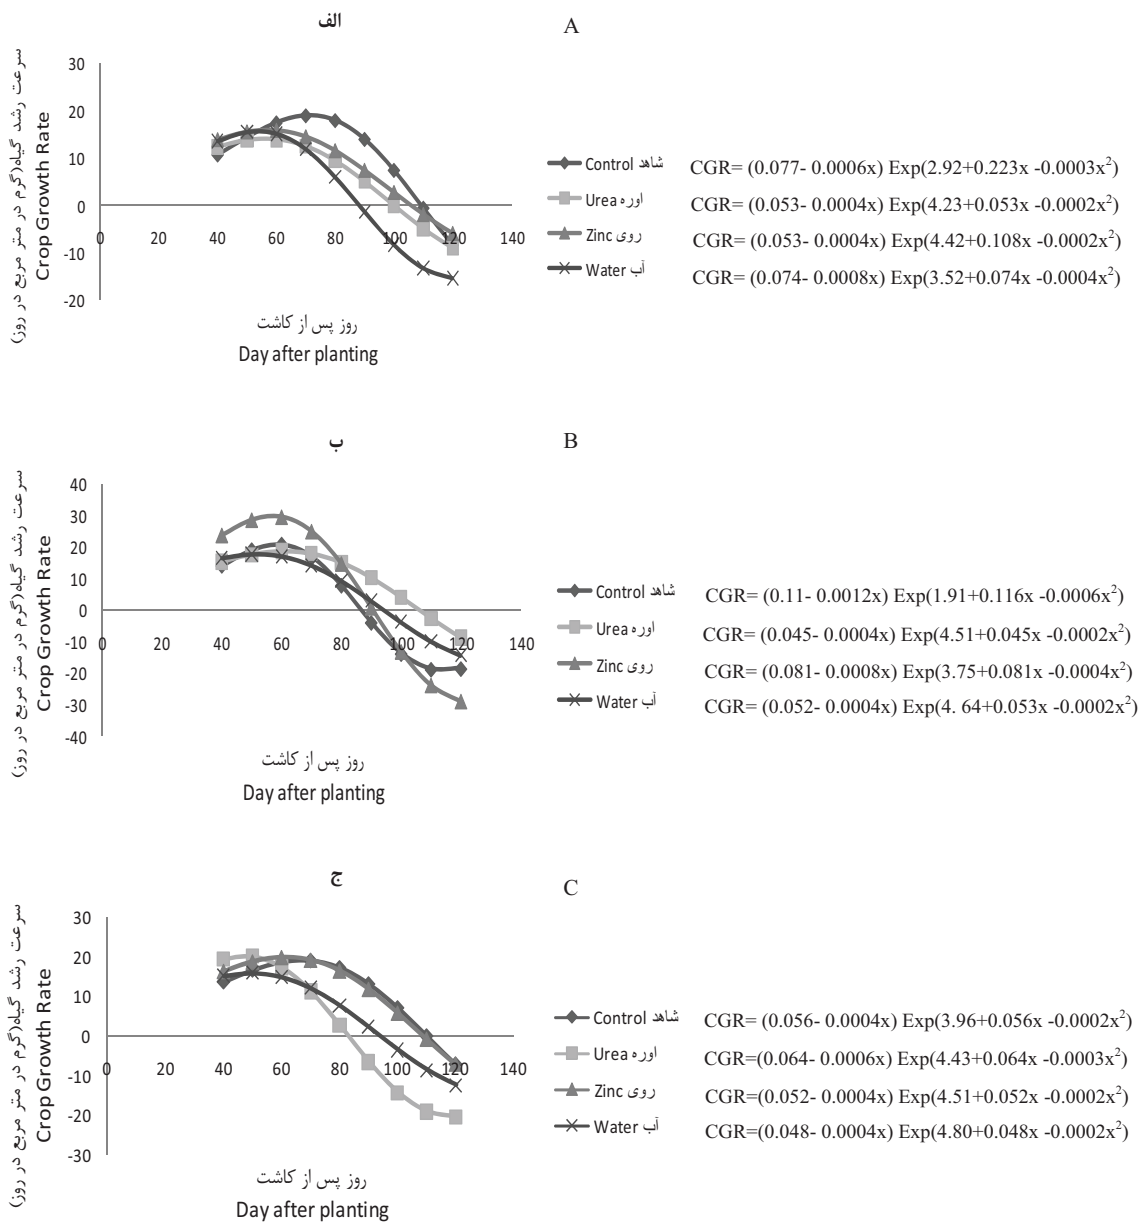 الف
A
سرعت رشد گیاه(گرم در متر مربع در روز)
Crop Growth Rate
30
20
10
0
-10
-20
0 20 40 60 80 100 120 140
روز پس از کاشت
Day after planting
Control شاهد CGR= (0.077- 0.0006x) Exp(2.92+0.223x -0.0003x²)
Urea اوره CGR= (0.053- 0.0004x) Exp(4.23+0.053x -0.0002x²)
Zinc روی CGR= (0.053- 0.0004x) Exp(4.42+0.108x -0.0002x²)
Water آب CGR= (0.074- 0.0008x) Exp(3.52+0.074x -0.0004x²)
ب
B
سرعت رشد گیاه(گرم در متر مربع در روز)
Crop Growth Rate
40
30
20
10
0
-10
-20
-30
-40
0 20 40 60 80 100 120 140
روز پس از کاشت
Day after planting
Control شاهد CGR= (0.11- 0.0012x) Exp(1.91+0.116x -0.0006x²)
Urea اوره CGR= (0.045- 0.0004x) Exp(4.51+0.045x -0.0002x²)
Zinc روی CGR= (0.081- 0.0008x) Exp(3.75+0.081x -0.0004x²)
Water آب CGR= (0.052- 0.0004x) Exp(4. 64+0.053x -0.0002x²)
ج
C
سرعت رشد گیاه(گرم در متر مربع در روز)
Crop Growth Rate
30
20
10
0
-10
-20
-30
0 20 40 60 80 100 120 140
روز پس از کاشت
Day after planting
Control شاهد CGR= (0.056- 0.0004x) Exp(3.96+0.056x -0.0002x²)
Urea اوره CGR=(0.064- 0.0006x) Exp(4.43+0.064x -0.0003x²)
Zinc روی CGR=(0.052- 0.0004x) Exp(4.51+0.052x -0.0002x²)
Water آب CGR=(0.048- 0.0004x) Exp(4.80+0.048x -0.0002x²)